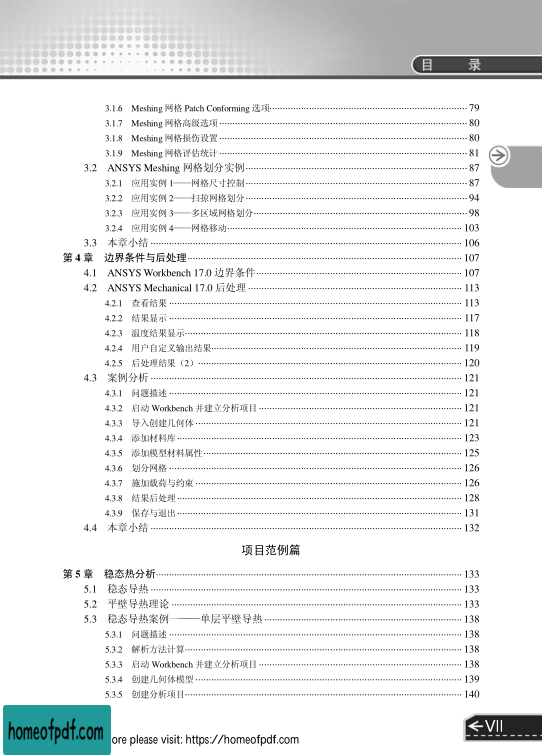 目 录
3.1.6 Meshing 网格 Patch Conforming 选项 79
3.1.7 Meshing 网格高级选项 80
3.1.8 Meshing 网格损伤设置 80
3.1.9 Meshing 网格评估统计 81
3.2 ANSYS Meshing 网格划分实例 87
3.2.1 应用实例 1——网格尺寸控制 87
3.2.2 应用实例 2——扫掠网格划分 94
3.2.3 应用实例 3——多区域网格划分 98
3.2.4 应用实例 4——网格移动 103
3.3 本章小结 106
第 4 章 边界条件与后处理 107
4.1 ANSYS Workbench 17.0 边界条件 107
4.2 ANSYS Mechanical 17.0 后处理 113
4.2.1 查看结果 113
4.2.2 结果显示 117
4.2.3 温度结果显示 118
4.2.4 用户自定义输出结果 119
4.2.5 后处理结果（2） 120
4.3 案例分析 121
4.3.1 问题描述 121
4.3.2 启动 Workbench 并建立分析项目 121
4.3.3 导入创建几何体 121
4.3.4 添加材料库 123
4.3.5 添加模型材料属性 125
4.3.6 划分网格 126
4.3.7 施加载荷与约束 126
4.3.8 结果后处理 128
4.3.9 保存与退出 131
4.4 本章小结 132
项目范例篇
第 5 章 稳态热分析 133
5.1 稳态导热 133
5.2 平壁导热理论 133
5.3 稳态导热案例一——单层平壁导热 138
5.3.1 问题描述 138
5.3.2 解析方法计算 138
5.3.3 启动 Workbench 并建立分析项目 138
5.3.4 创建几何体模型 139
5.3.5 创建分析项目 140
VII
homeofpdf.com
ore please visit: https://homeofpdf.com